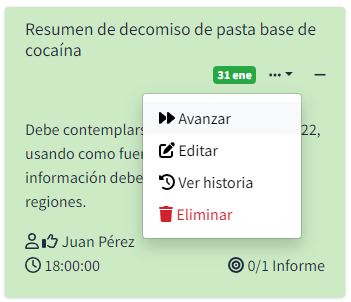 Resumen de decomiso de pasta base de
cocaína
31 ene
Avanzar
Editar
Ver historia
Eliminar
Debe contemplars 22,
usando como
información debe
regiones.
Juan Pérez
18:00:00 0/1 Informe